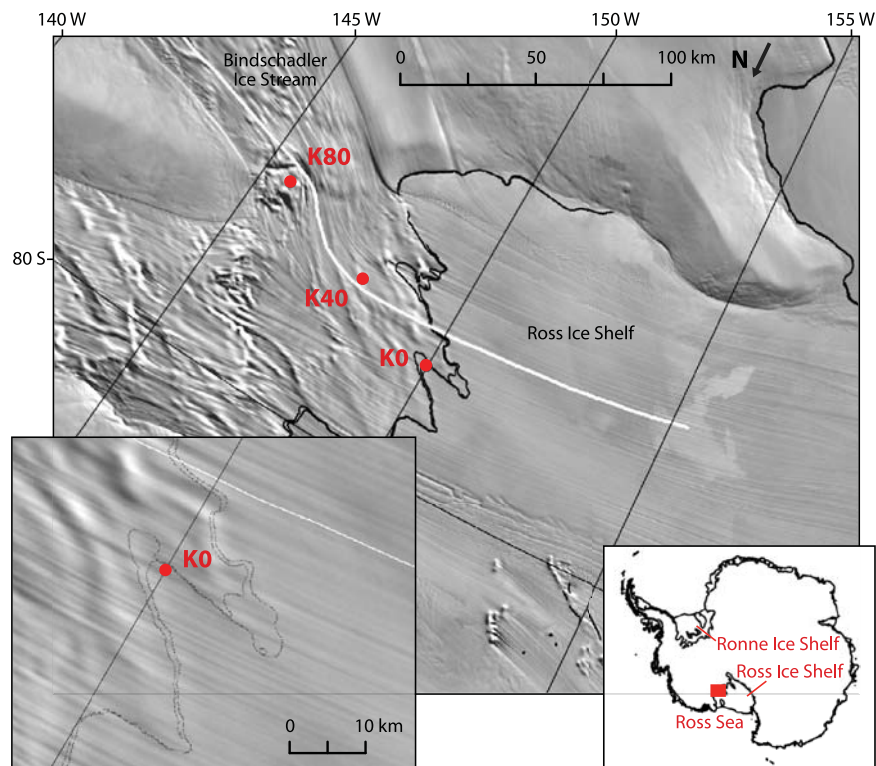 140 W
145 W
150 W
155 W
Bindschadler
Ice Stream
0
50
100 km
N
K80
80 S
K40
Ross Ice Shelf
K0
K0
0
10 km
Ronne Ice Shelf
Ross Ice Shelf
Ross Sea